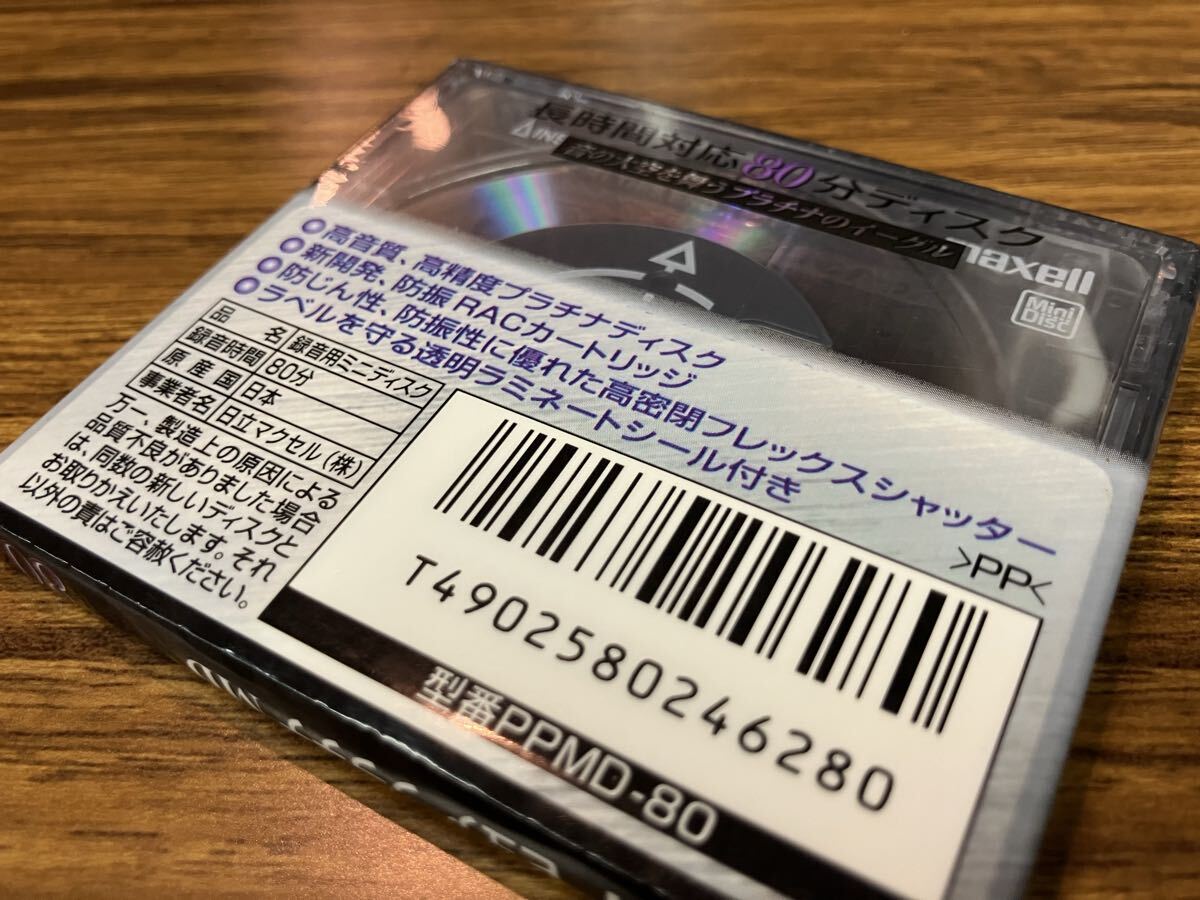 長時間対応80分ディスク
音の大空を舞うプラチナのイーグル
maxell
Mini
Disc
高音質、高精度プラチナディスク
新開発、防振RACカートリッジ
防じん性、防振性に優れた高密閉フレックスシャッター
ラベルを守る透明ラミネートシール付き
>PP<
品名 録音用ミニディスク
録音時間 80分
原産国 日本
事業者名 日立マクセル(株)
万一、製造上の原因による
品質不良がありました場合
は、同数の新しいディスクと
お取りかえいたします。それ
以外の責はご容赦ください。
T4902580246280
型番PPMD-80